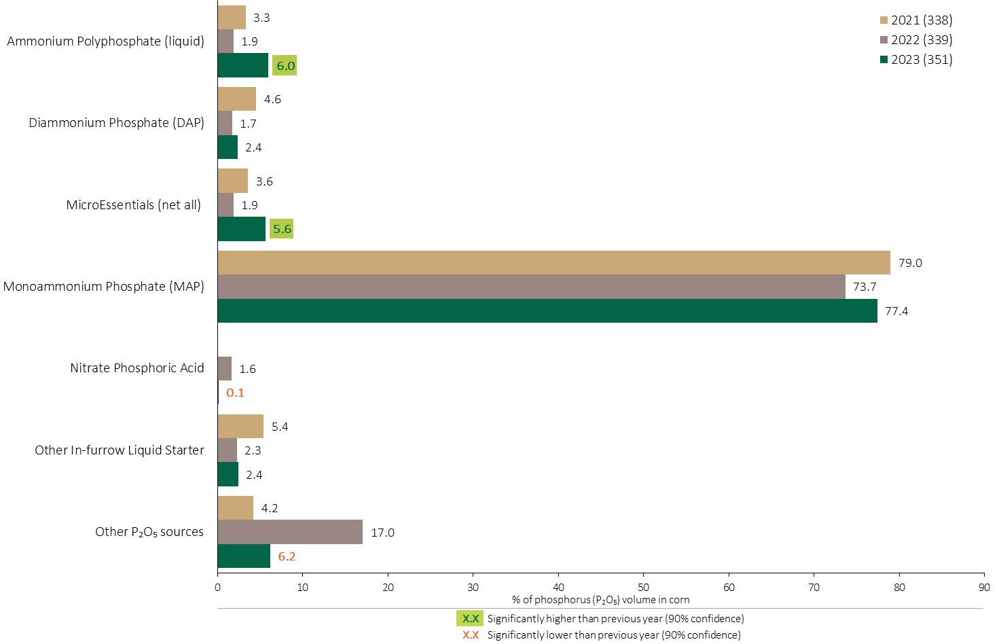 2021 (338)
2022 (339)
2023 (351)
Ammonium Polyphosphate (liquid)
3.3
1.9
6.0
Diammonium Phosphate (DAP)
4.6
1.7
2.4
MicroEssentials (net all)
3.6
1.9
5.6
Monoammonium Phosphate (MAP)
79.0
73.7
77.4
Nitrate Phosphoric Acid
1.6
0.1
Other In-furrow Liquid Starter
5.4
2.3
2.4
Other P₂O₅ sources
4.2
17.0
6.2
0 10 20 30 40 50 60 70 80 90
% of phosphorus (P₂O₅) volume in corn
X.X Significantly higher than previous year (90% confidence)
X.X Significantly lower than previous year (90% confidence)